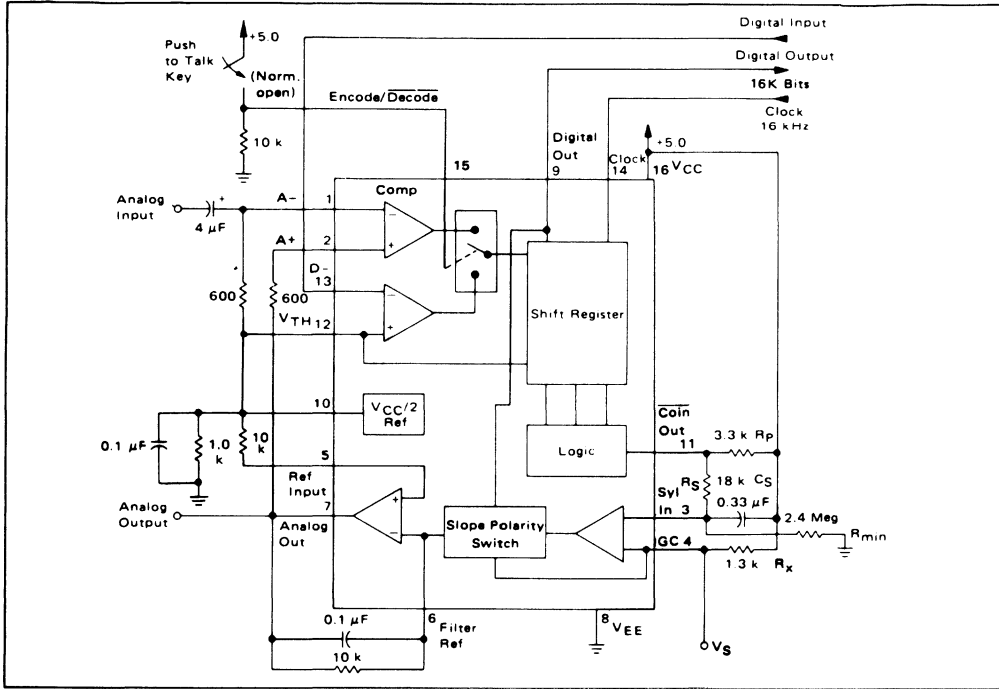 Digital Input
Digital Output
16K Bits
Clock
16 kHz
+5.0
Push
to Talk
Key
(Norm.
open)
Encode/Decode
10 k
15
Digital
Out
9
Clock
14
+5.0
16 VCC
Analog
Input
4 µF
+
A-
1
Comp
A+
2
D-
13
600
600
VTH 12
Shift Register
10
VCC/2
Ref
0.1 µF
1.0
k
10
k
5
Ref
Input
Logic
Coin
Out
11
3.3 k RP
RS
18 k CS
0.33 µF
Syl
In 3
2.4 Meg
Rmin
Analog
Output
7
Analog
Out
Slope Polarity
Switch
GC 4
1.3 k Rx
0.1 µF
10 k
6 Filter
Ref
8 VEE
VS